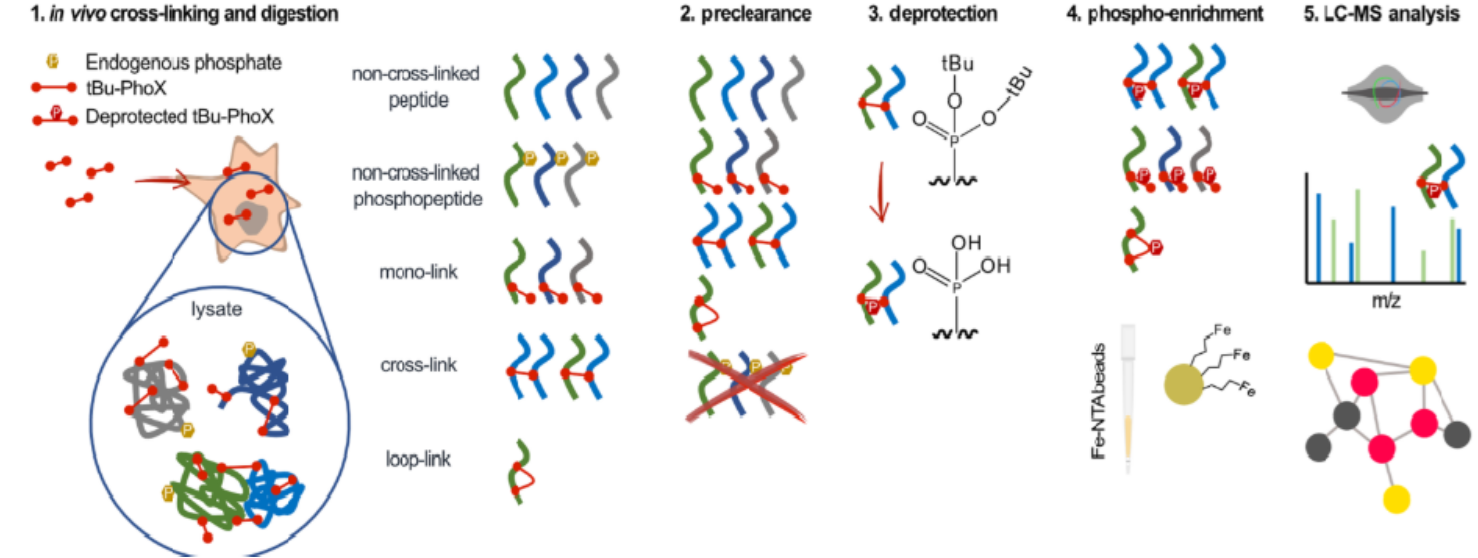 1. in vivo cross-linking and digestion
2. preclearance
3. deprotection
4. phospho-enrichment
5. LC-MS analysis
P Endogenous phosphate
tBu-PhoX
P Deprotected tBu-PhoX
lysate
P
P
P
non-cross-linked
peptide
non-cross-linked
phosphopeptide
P P P
mono-link
cross-link
loop-link
P P P
tBu
O
O
O
tBu
P
OH
O
OH
P
P
P P
P P P
P
Fe-NTAbeads
Fe
Fe
Fe
P
m/z